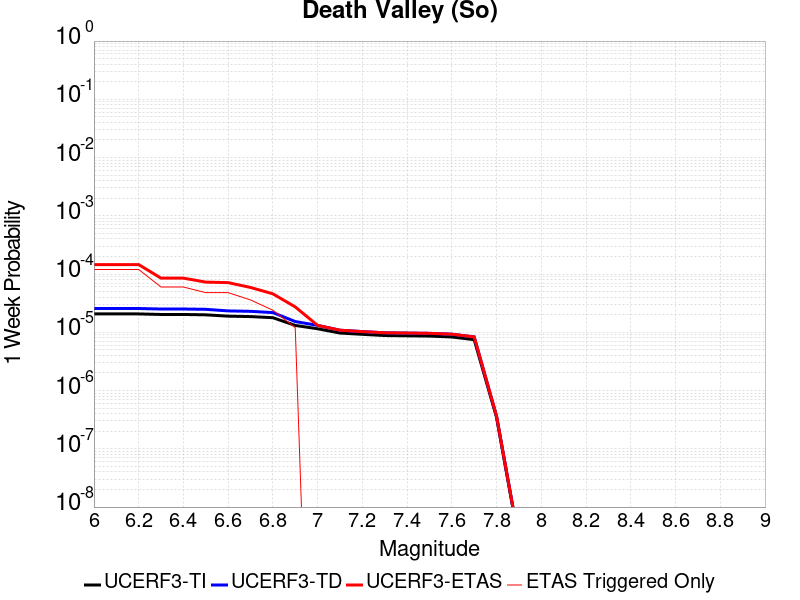 Death Valley (So)
10^0
10^-1
10^-2
10^-3
10^-4
10^-5
10^-6
10^-7
10^-8
1 Week Probability
6 6.2 6.4 6.6 6.8 7 7.2 7.4 7.6 7.8 8 8.2 8.4 8.6 8.8 9
Magnitude
UCERF3-TI UCERF3-TD UCERF3-ETAS ETAS Triggered Only